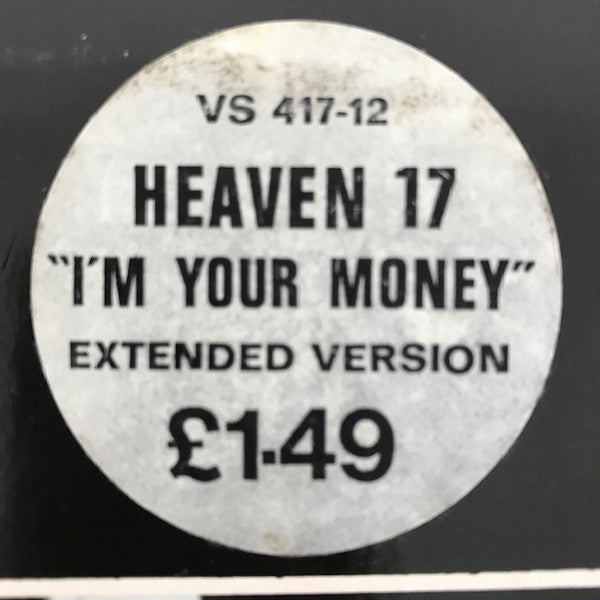 VS 417-12
HEAVEN 17
"I'M YOUR MONEY"
EXTENDED VERSION
£1·49